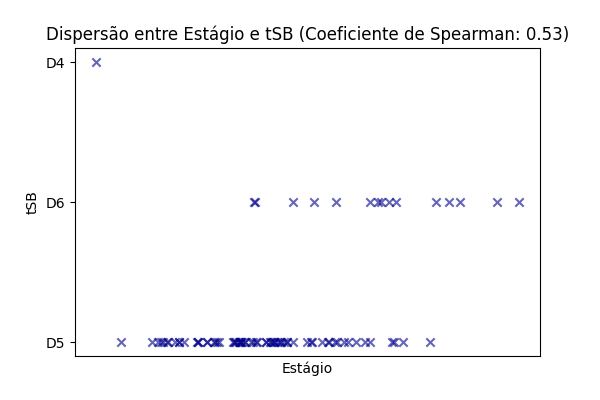 Dispersão entre Estágio e tSB (Coeficiente de Spearman: 0.53)
D4
D6
D5
tSB
Estágio